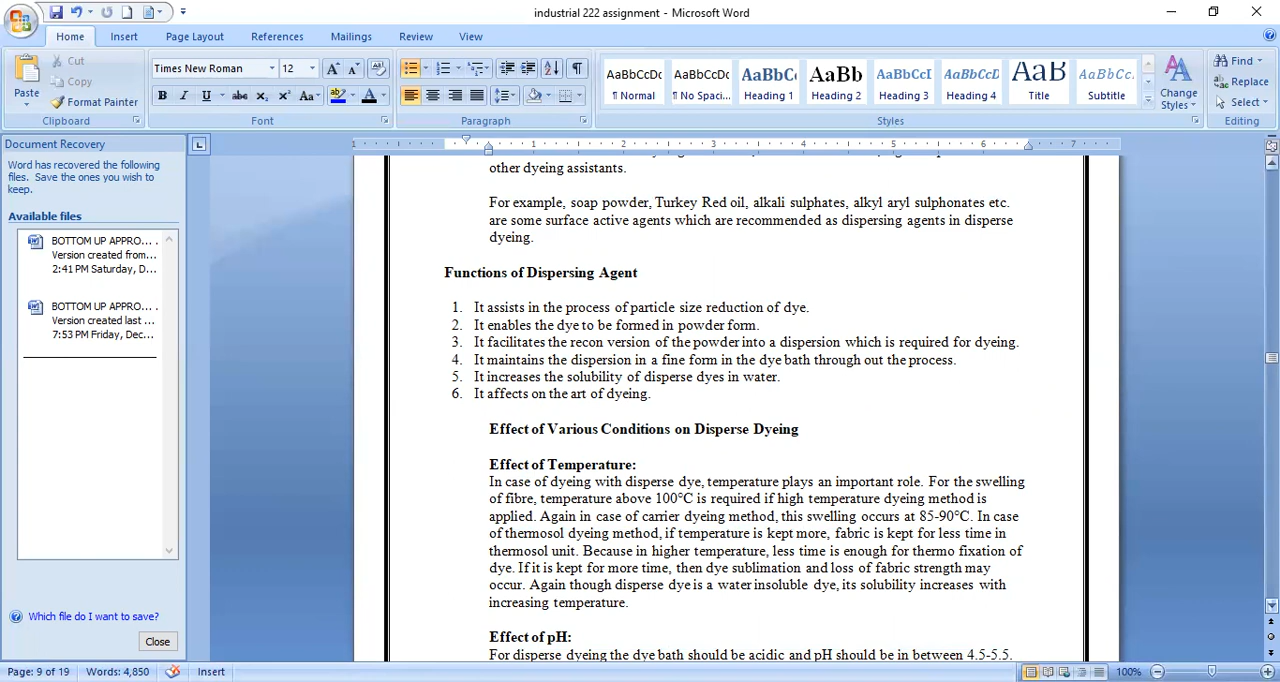 industrial 222 assignment - Microsoft Word
Home Insert Page Layout References Mailings Review View
Paste
Cut
Copy
Format Painter
Clipboard
Times New Roman 12
B I U abc x₂ x² Aa
Font
Paragraph
AaBbCcDc AaBbCcDc AaBbC AaBb AaBbCcI AaBbCcD AaB AaBbCc.
¶ Normal ¶ No Spaci... Heading 1 Heading 2 Heading 3 Heading 4 Title Subtitle
Change Styles
Styles
Find
Replace
Select
Editing
Document Recovery
Word has recovered the following
files. Save the ones you wish to
keep.
Available files
BOTTOM UP APPRO... .
Version created from...
2:41 PM Saturday, D...
BOTTOM UP APPRO... .
Version created last ...
7:53 PM Friday, Dec...
Which file do I want to save?
Close
1 1 2 3 4 5 6 7
other dyeing assistants.
For example, soap powder, Turkey Red oil, alkali sulphates, alkyl aryl sulphonates etc.
are some surface active agents which are recommended as dispersing agents in disperse
dyeing.
Functions of Dispersing Agent
1. It assists in the process of particle size reduction of dye.
2. It enables the dye to be formed in powder form.
3. It facilitates the recon version of the powder into a dispersion which is required for dyeing.
4. It maintains the dispersion in a fine form in the dye bath through out the process.
5. It increases the solubility of disperse dyes in water.
6. It affects on the art of dyeing.
Effect of Various Conditions on Disperse Dyeing
Effect of Temperature:
In case of dyeing with disperse dye, temperature plays an important role. For the swelling
of fibre, temperature above 100°C is required if high temperature dyeing method is
applied. Again in case of carrier dyeing method, this swelling occurs at 85-90°C. In case
of thermosol dyeing method, if temperature is kept more, fabric is kept for less time in
thermosol unit. Because in higher temperature, less time is enough for thermo fixation of
dye. If it is kept for more time, then dye sublimation and loss of fabric strength may
occur. Again though disperse dye is a water insoluble dye, its solubility increases with
increasing temperature.
Effect of pH:
For disperse dyeing the dye bath should be acidic and pH should be in between 4.5-5.5.
Page: 9 of 19 Words: 4,850 Insert 100%